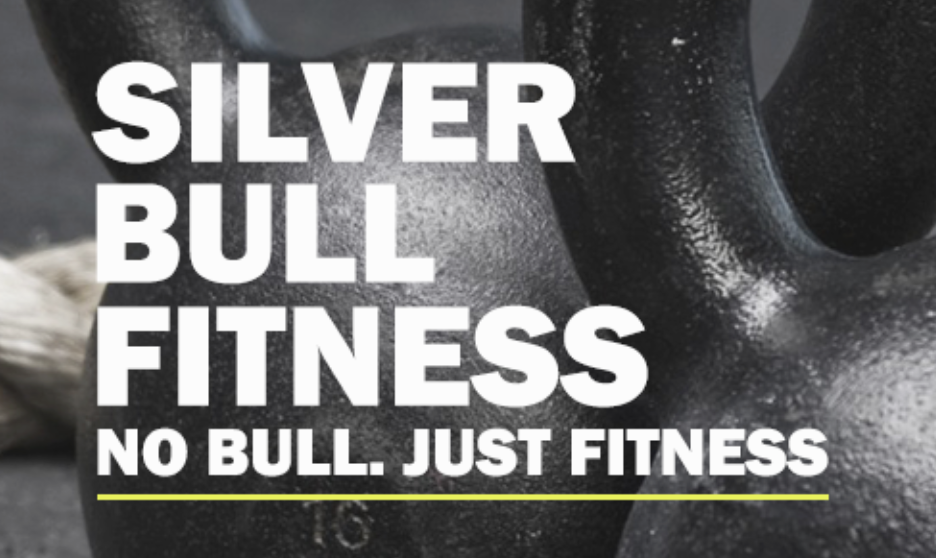 SILVER
BULL
FITNESS
NO BULL. JUST FITNESS
16